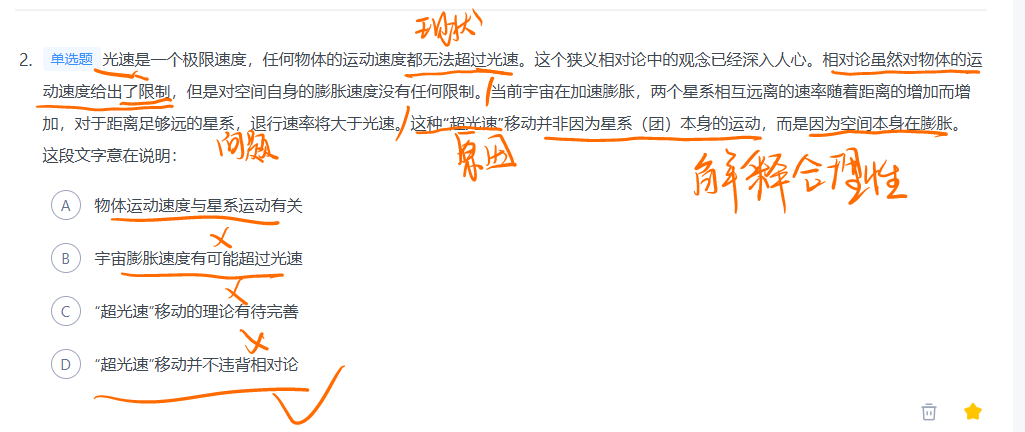 现状
2. 单选题 光速是一个极限速度，任何物体的运动速度都无法超过光速。这个狭义相对论中的观念已经深入人心。相对论虽然对物体的运
动速度给出了限制，但是对空间自身的膨胀速度没有任何限制。当前宇宙在加速膨胀，两个星系相互远离的速率随着距离的增加而增
加，对于距离足够远的星系，退行速率将大于光速。这种“超光速”移动并非因为星系（团）本身的运动，而是因为空间本身在膨胀。
问题
原因
解释合理性
这段文字意在说明：
A 物体运动速度与星系运动有关
B 宇宙膨胀速度有可能超过光速
C “超光速”移动的理论有待完善
D “超光速”移动并不违背相对论